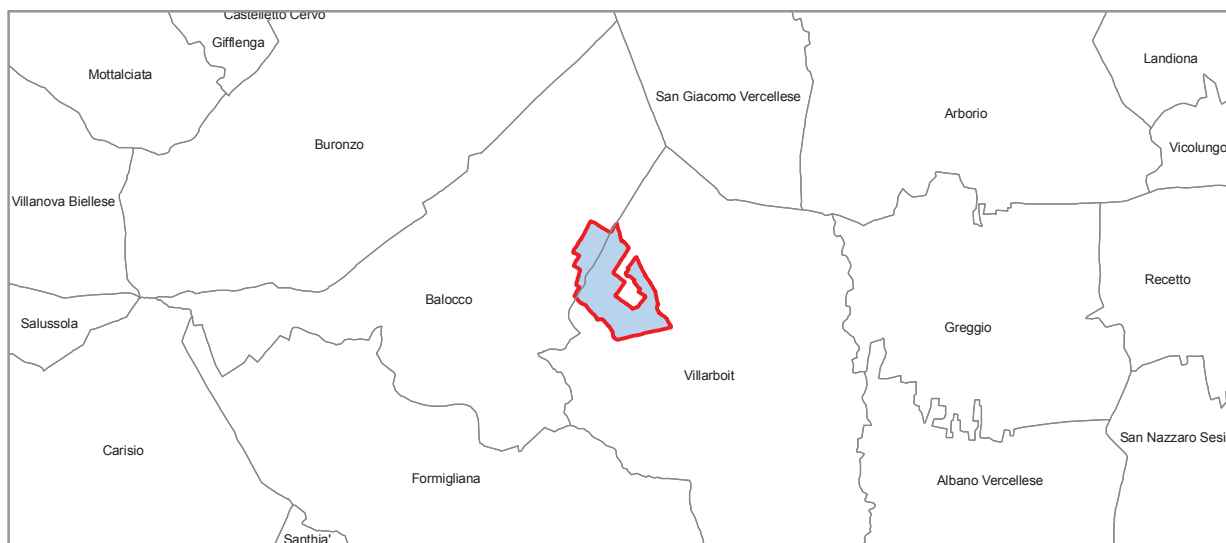 Castelletto Cervo
Gifflenga
Mottalciata
Landiona
San Giacomo Vercellese
Arborio
Buronzo
Vicolungo
Villanova Biellese
Recetto
Balocco
Salussola
Greggio
Villarboit
San Nazzaro Sesi
Carisio
Formigliana
Albano Vercellese
Santhia'